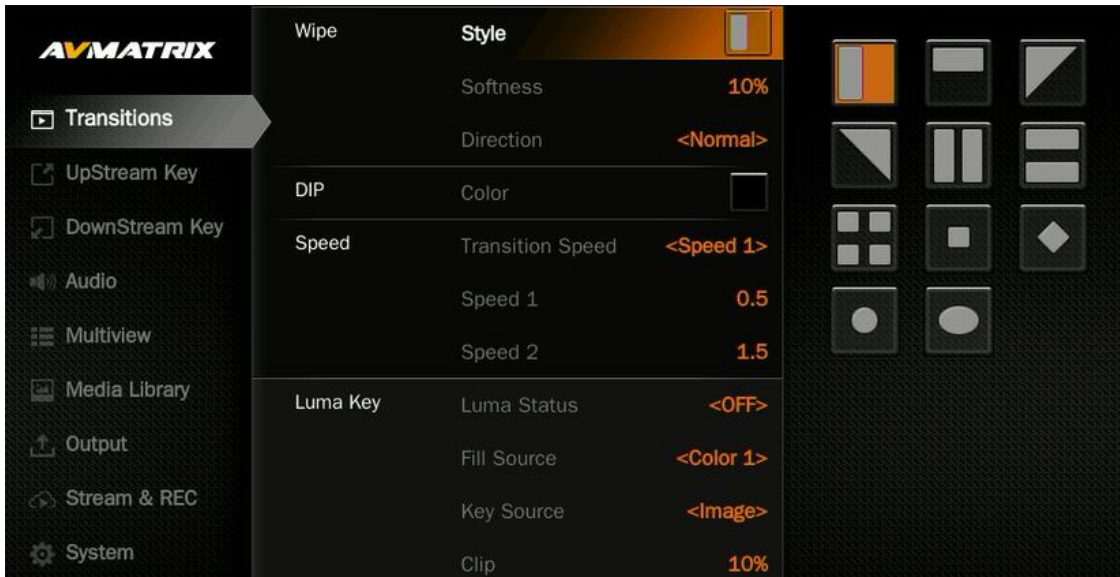 AVMATRIX
Transitions
UpStream Key
DownStream Key
Audio
Multiview
Media Library
Output
Stream & REC
System
Wipe Style
Softness 10%
Direction <Normal>
DIP Color
Speed Transition Speed <Speed 1>
Speed 1 0.5
Speed 2 1.5
Luma Key Luma Status <OFF>
Fill Source <Color 1>
Key Source <Image>
Clip 10%